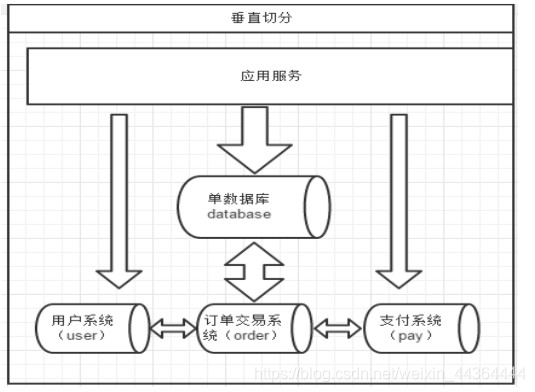 垂直切分
应用服务
单数据库
database
用户系统
（user）
订单交易系
统（order）
支付系统
（pay）
https://blog.csdn.net/weixin_44364444